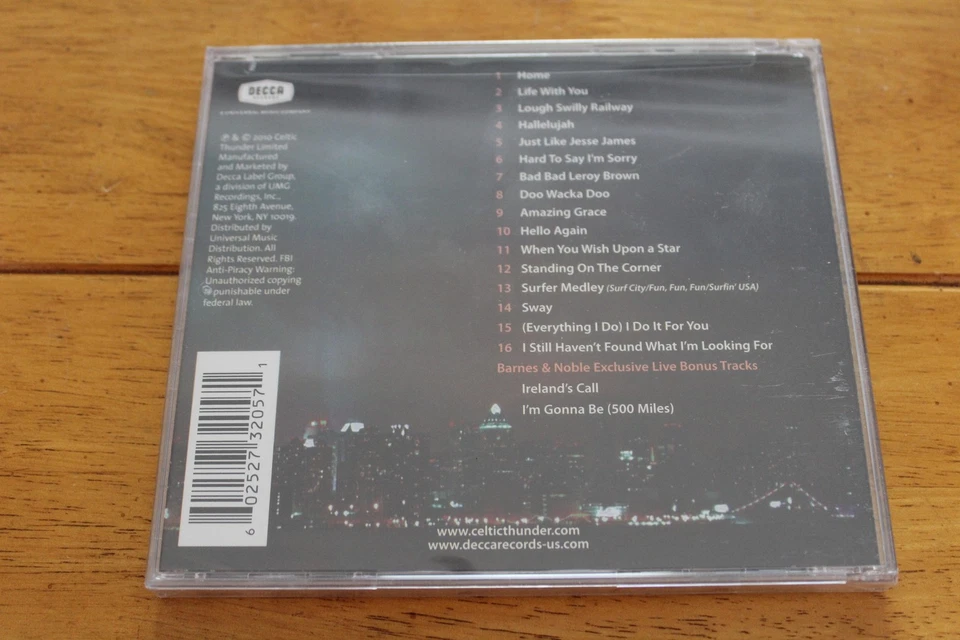 DECCA
℗ & © 2010 Celtic
Thunder Limited
Manufactured
and Marketed by
Decca Label Group,
a division of UMG
Recordings, Inc.,
825 Eighth Avenue,
New York, NY 10019.
Distributed by
Universal Music
Distribution. All
Rights Reserved. FBI
Anti-Piracy Warning:
Unauthorized copying
is punishable under
federal law.
1 Home
2 Life With You
3 Lough Swilly Railway
4 Hallelujah
5 Just Like Jesse James
6 Hard To Say I'm Sorry
7 Bad Bad Leroy Brown
8 Doo Wacka Doo
9 Amazing Grace
10 Hello Again
11 When You Wish Upon a Star
12 Standing On The Corner
13 Surfer Medley (Surf City/Fun, Fun, Fun/Surfin' USA)
14 Sway
15 (Everything I Do) I Do It For You
16 I Still Haven't Found What I'm Looking For
Barnes & Noble Exclusive Live Bonus Tracks
Ireland's Call
I'm Gonna Be (500 Miles)
6 02527 32057 1
www.celticthunder.com
www.deccarecords-us.com